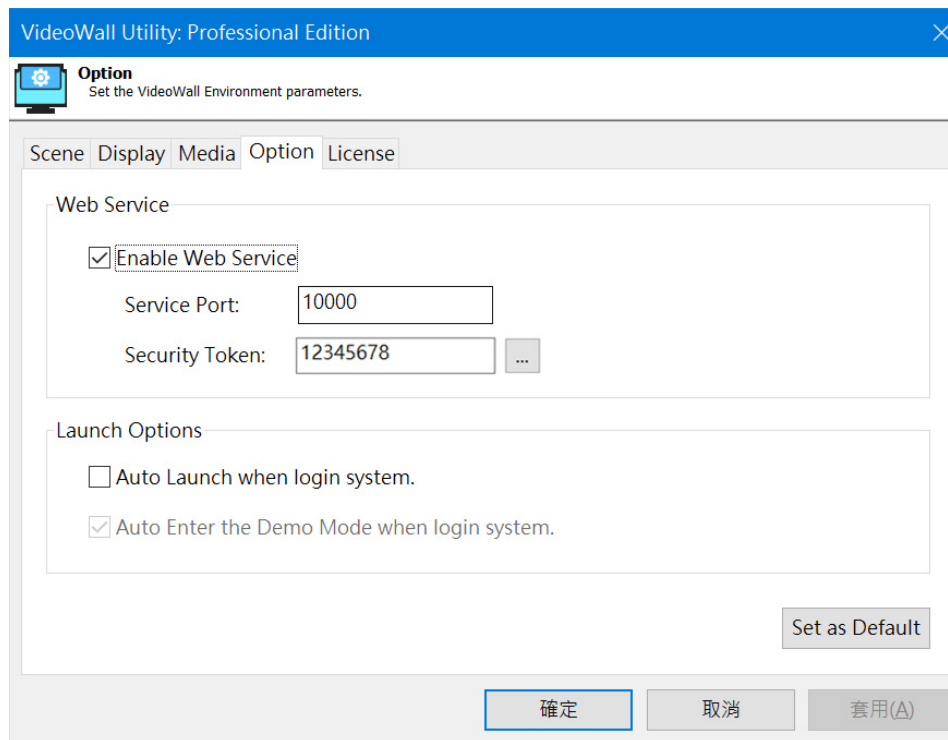 VideoWall Utility: Professional Edition
Option
Set the VideoWall Environment parameters.
Scene Display Media Option License
Web Service
Enable Web Service
Service Port: 10000
Security Token: 12345678 ...
Launch Options
Auto Launch when login system.
Auto Enter the Demo Mode when login system.
Set as Default
確定 取消 套用(A)